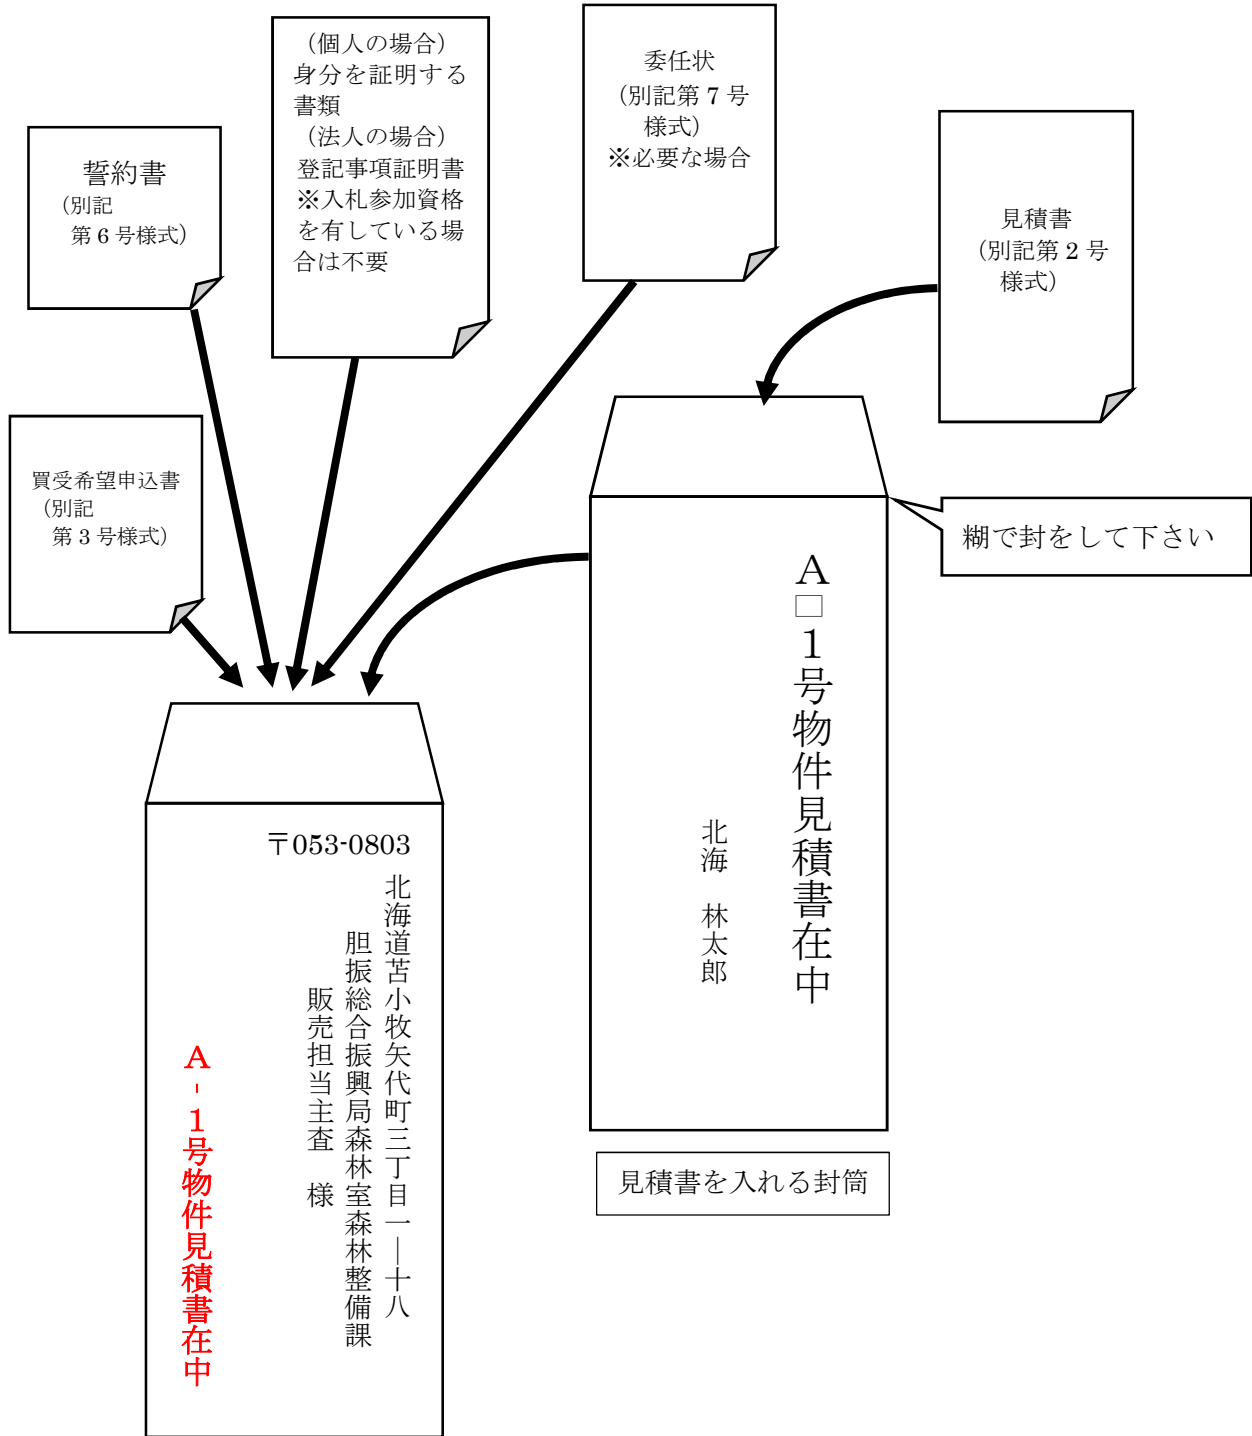 （個人の場合）
身分を証明する
書類
（法人の場合）
登記事項証明書
※入札参加資格
を有している場
合は不要
委任状
（別記第 7 号
様式）
※必要な場合
誓約書
（別記
第 6 号様式）
見積書
（別記第 2 号
様式）
買受希望申込書
（別記
第 3 号様式）
糊で封をして下さい
A□1号物件見積書在中
北海　林太郎
見積書を入れる封筒
〒053-0803
北海道苫小牧矢代町三丁目一―十八
胆振総合振興局森林室森林整備課
販売担当主査　様
A-1号物件見積書在中